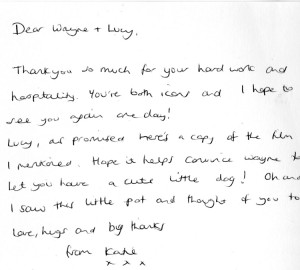 Dear Wayne + Lucy,
Thankyou so much for your hard work and
hospitality. You're both icons and I hope to
see you again one day!
Lucy, as promised here's a copy of the film
I mentioned. Hope it helps convince wayne to
let you have a cute little dog! Oh and
I saw this little pot and thought of you to
love, hugs and big thanks
from Katie
x x x